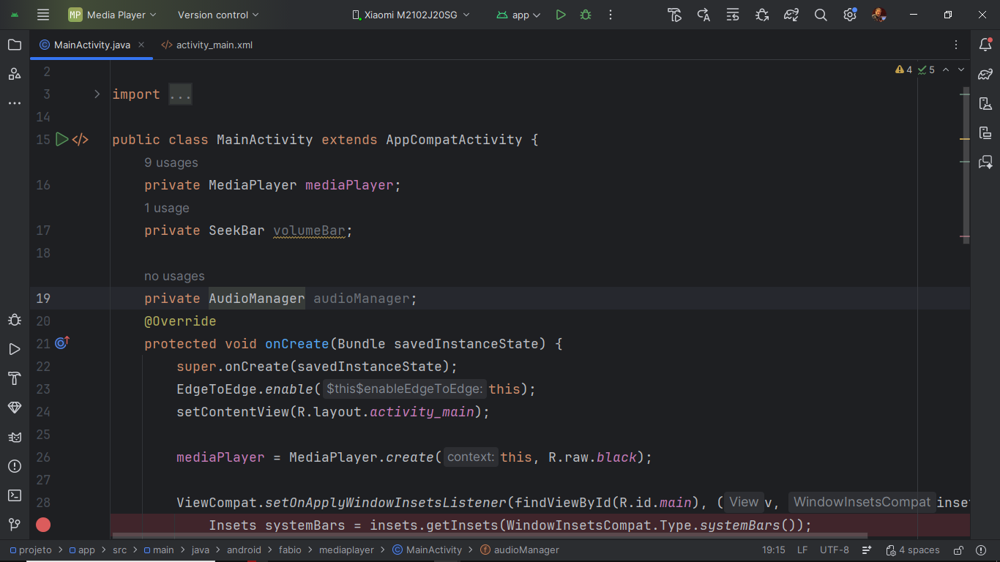 MP Media Player Version control Xiaomi M2102J20SG app
MainActivity.java activity_main.xml
4 5
2
3 import ...
14
15 public class MainActivity extends AppCompatActivity {
9 usages
16 private MediaPlayer mediaPlayer;
1 usage
17 private SeekBar volumeBar;
18
no usages
19 private AudioManager audioManager;
20 @Override
21 protected void onCreate(Bundle savedInstanceState) {
22 super.onCreate(savedInstanceState);
23 EdgeToEdge.enable( $this$enableEdgeToEdge: this);
24 setContentView(R.layout.activity_main);
25
26 mediaPlayer = MediaPlayer.create( context: this, R.raw.black);
27
28 ViewCompat.setOnApplyWindowInsetsListener(findViewById(R.id.main), ( View v, WindowInsetsCompat inset
Insets systemBars = insets.getInsets(WindowInsetsCompat.Type.systemBars());
projeto > app > src > main > java > android > fabio > mediaplayer > MainActivity > audioManager 19:15 LF UTF-8 4 spaces